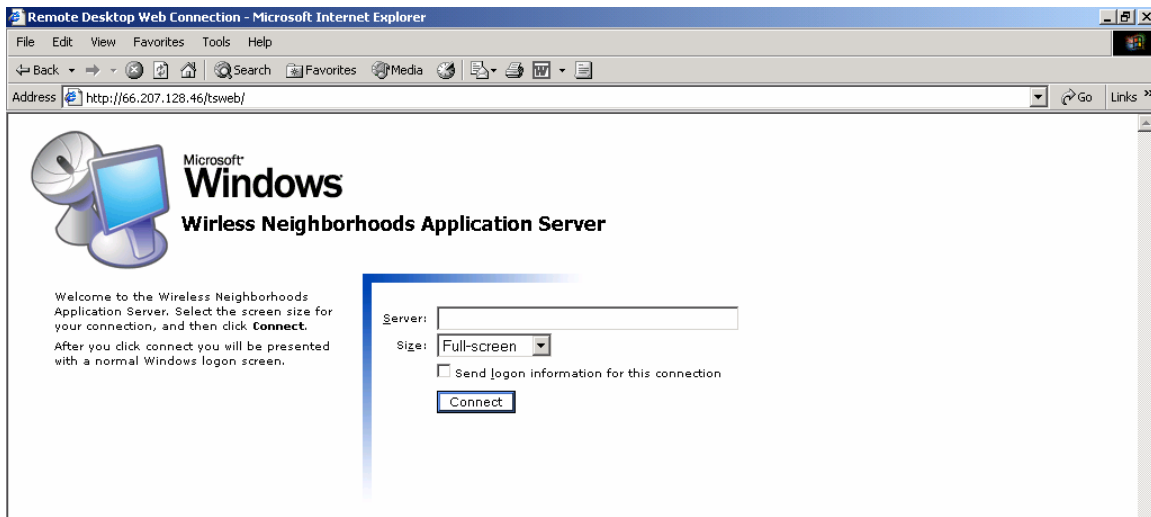 Remote Desktop Web Connection - Microsoft Internet Explorer
File Edit View Favorites Tools Help
Back Search Favorites Media
Address http://66.207.128.46/tsweb/ Go Links »
Microsoft
Windows
Wirless Neighborhoods Application Server
Welcome to the Wireless Neighborhoods
Application Server. Select the screen size for
your connection, and then click Connect.
After you click connect you will be presented
with a normal Windows logon screen.
Server:
Size: Full-screen
Send logon information for this connection
Connect